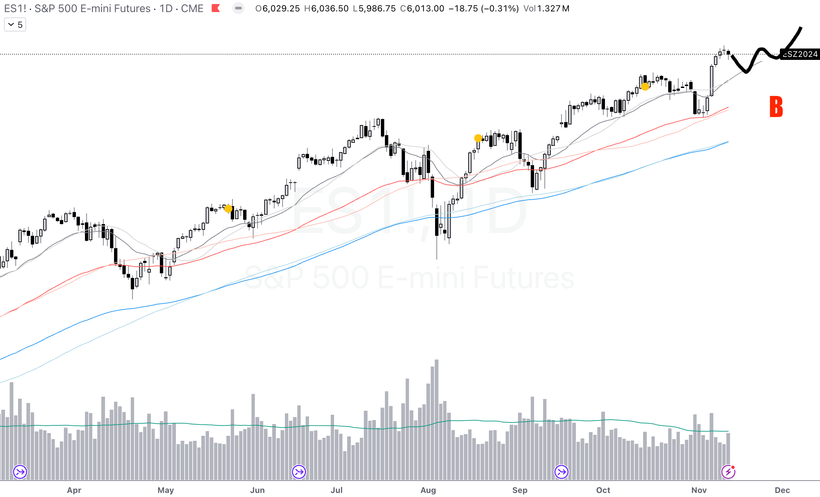 ES1! · S&P 500 E-mini Futures · 1D · CME O6,029.25 H6,036.50 L5,986.75 C6,013.00 −18.75 (−0.31%) Vol1.327M
5
ESZ2024
B
ES1!, 1D
S&P 500 E-mini Futures
Apr May Jun Jul Aug Sep Oct Nov Dec